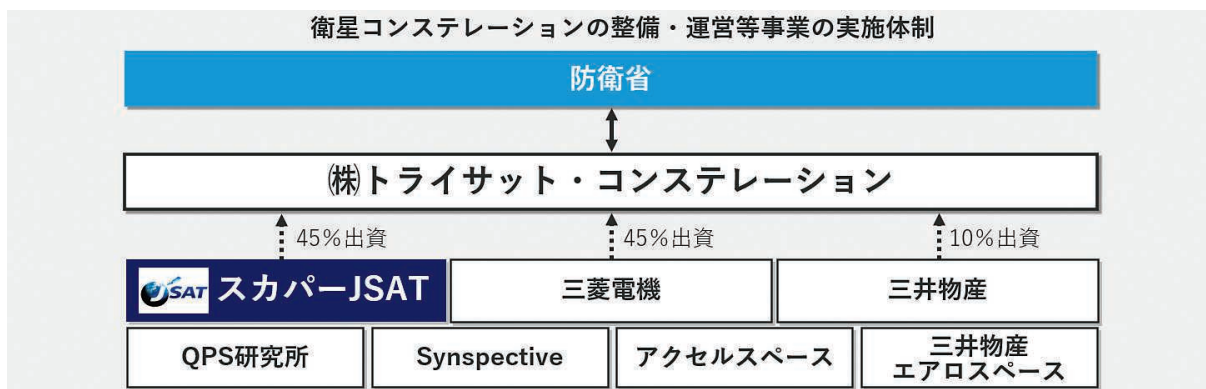 衛星コンステレーションの整備・運営等事業の実施体制
防衛省
㈱トライサット・コンステレーション
45%出資
45%出資
10%出資
JSAT スカパーJSAT
三菱電機
三井物産
QPS研究所
Synspective
アクセルスペース
三井物産
エアロスペース